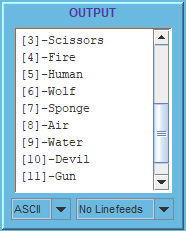 OUTPUT
[3]-Scissors
[4]-Fire
[5]-Human
[6]-Wolf
[7]-Sponge
[8]-Air
[9]-Water
[10]-Devil
[11]-Gun
ASCII No Linefeeds